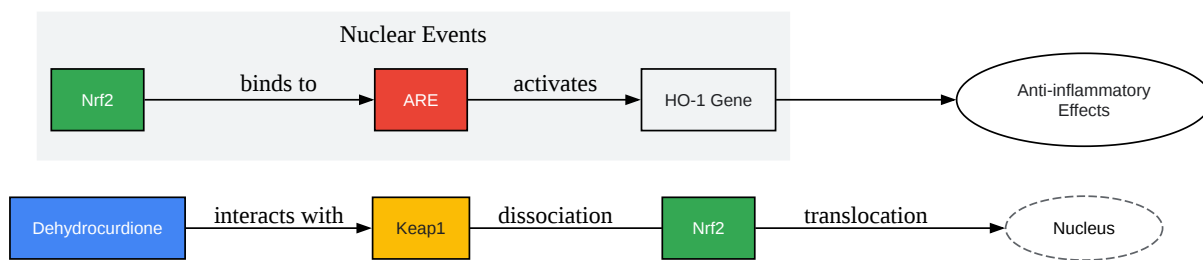 Nuclear Events
Nrf2
binds to
ARE
activates
HO-1 Gene
Anti-inflammatory
Effects
Dehydrocurdione
interacts with
Keap1
dissociation
Nrf2
translocation
Nucleus